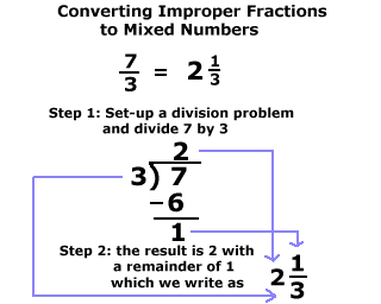 Converting Improper Fractions
to Mixed Numbers
7/3 = 2 1/3
Step 1: Set-up a division problem
and divide 7 by 3
2
3) 7
-6
1
Step 2: the result is 2 with
a remainder of 1
which we write as
2 1/3